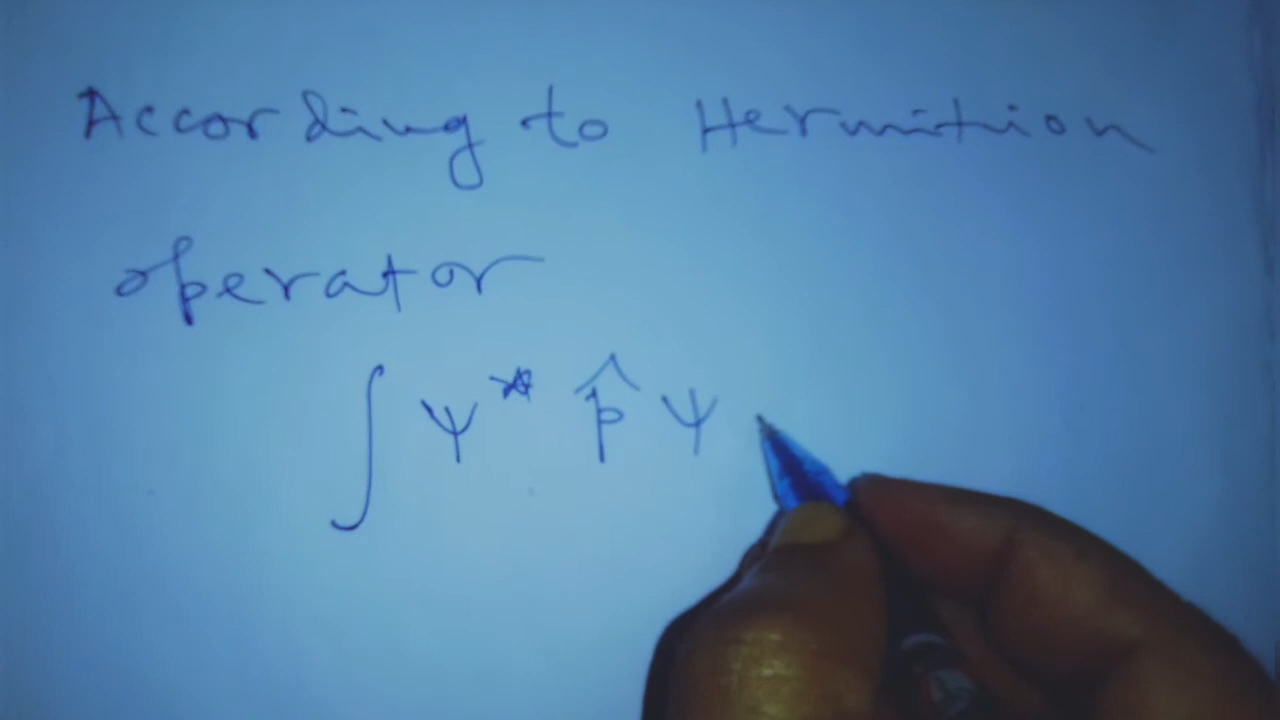 According to Hermition
operator
∫ ψ* p̂ ψ